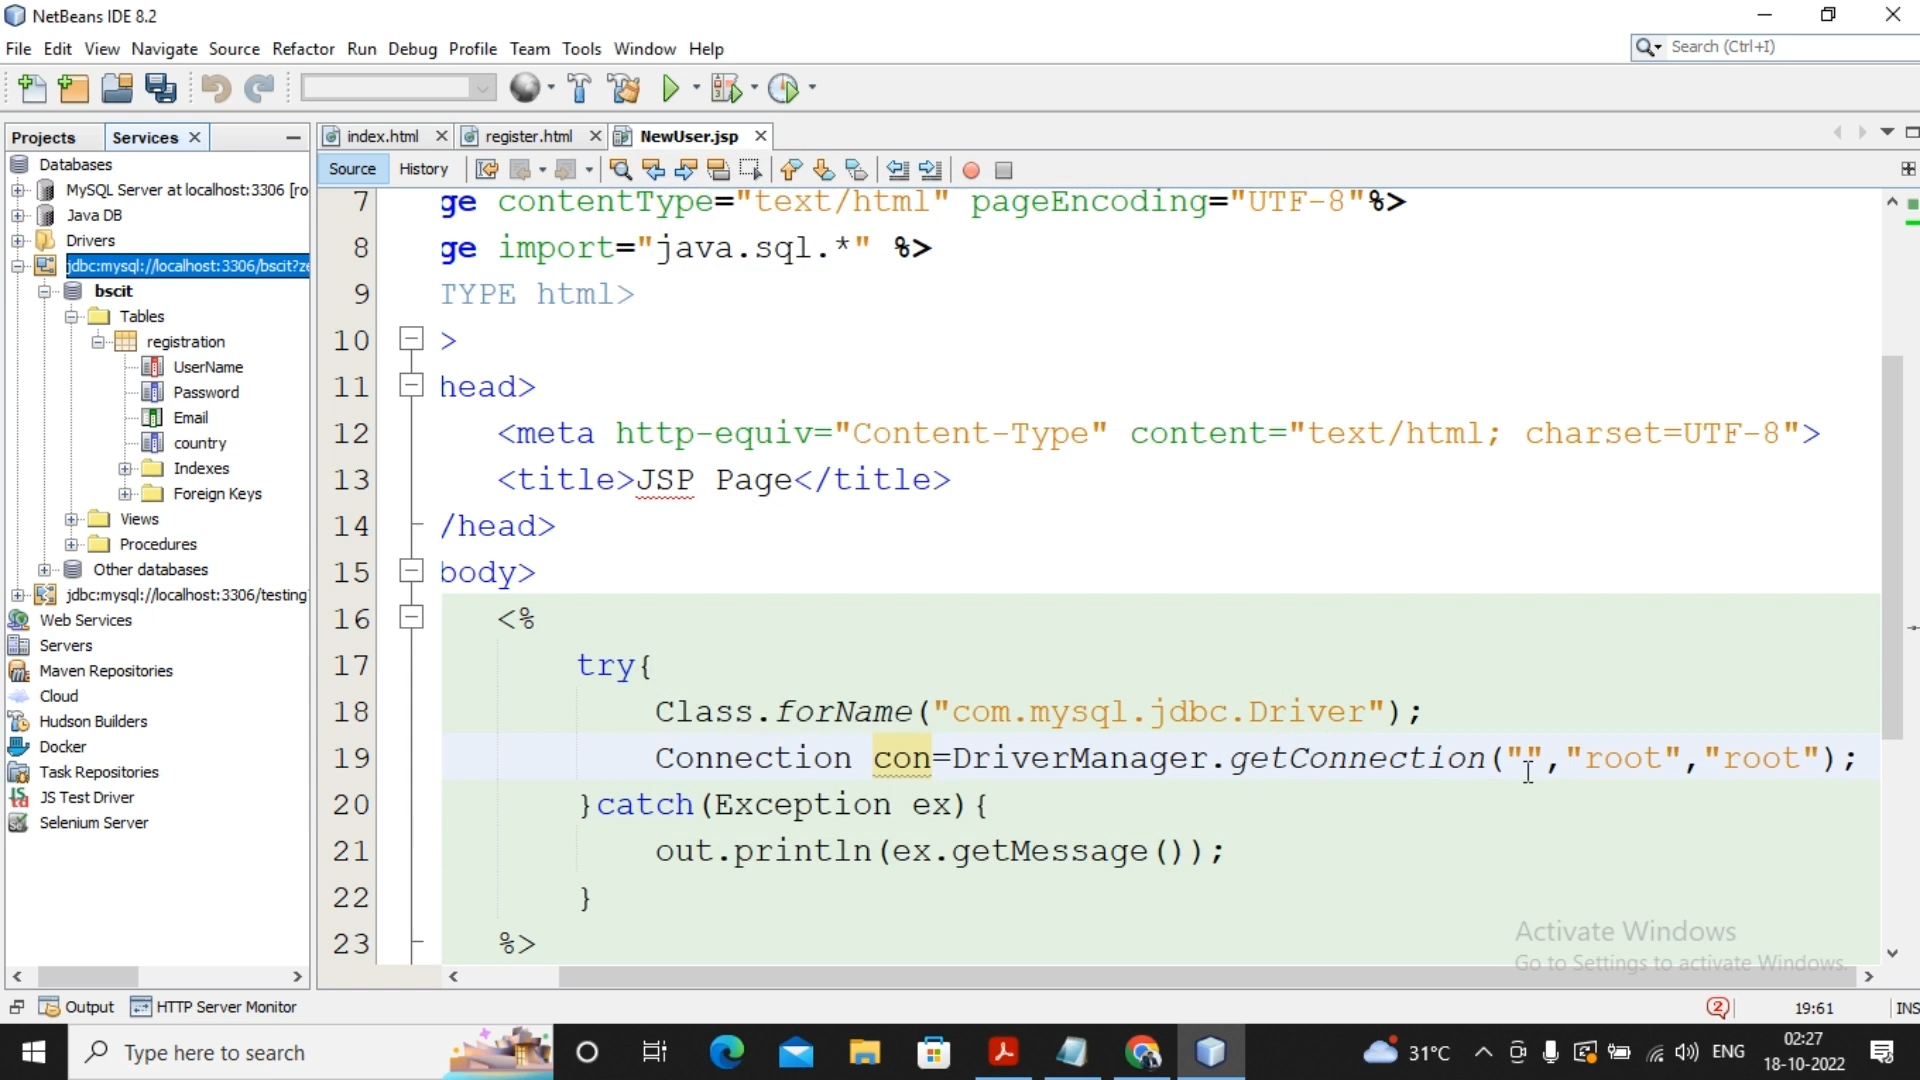 NetBeans IDE 8.2
File Edit View Navigate Source Refactor Run Debug Profile Team Tools Window Help
Search (Ctrl+I)
Projects Services
index.html register.html NewUser.jsp
Source History
Databases
MySQL Server at localhost:3306 [ro
Java DB
Drivers
jdbc:mysql://localhost:3306/bscit?ze
bscit
Tables
registration
UserName
Password
Email
country
Indexes
Foreign Keys
Views
Procedures
Other databases
jdbc:mysql://localhost:3306/testing
Web Services
Servers
Maven Repositories
Cloud
Hudson Builders
Docker
Task Repositories
JS Test Driver
Selenium Server
7 ge contentType="text/html" pageEncoding="UTF-8"%>
8 ge import="java.sql.*" %>
9 TYPE html>
10 >
11 head>
12 <meta http-equiv="Content-Type" content="text/html; charset=UTF-8">
13 <title>JSP Page</title>
14 /head>
15 body>
16 <%
17 try{
18 Class.forName("com.mysql.jdbc.Driver");
19 Connection con=DriverManager.getConnection("","root","root");
20 }catch(Exception ex){
21 out.println(ex.getMessage());
22 }
23 %>
Activate Windows
Go to Settings to activate Windows.
Output HTTP Server Monitor
2 19:61 INS
Type here to search
31°C ENG
02:27
18-10-2022